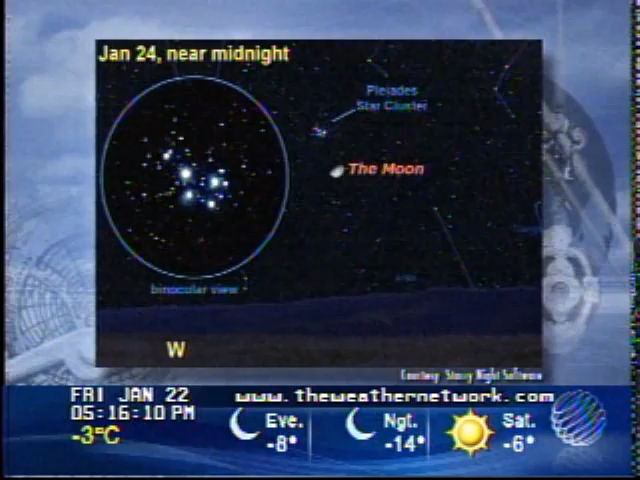 Jan 24, near midnight
Pleiades
Star Cluster
The Moon
binocular view
W
Courtesy: Starry Night Software
FRI JAN 22
www.theweathernetwork.com
05:16:10 PM
-3°C
Eve.
-8°
Ngt.
-14°
Sat.
-6°